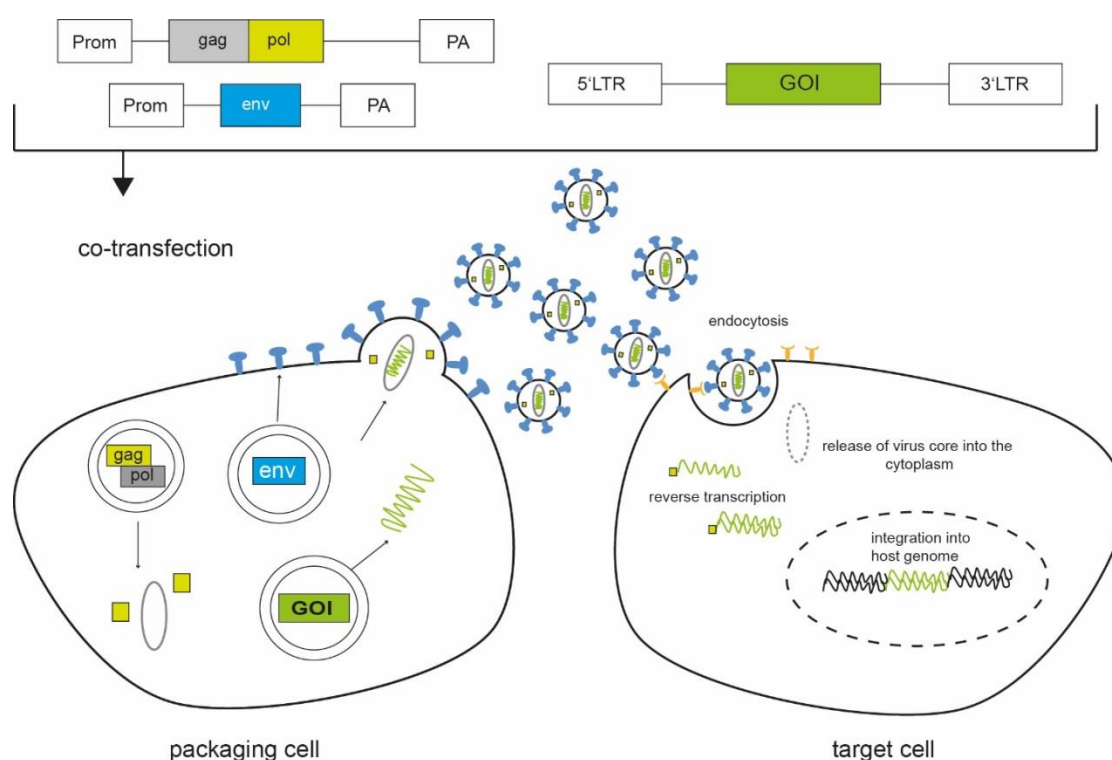 Prom
gag
pol
PA
Prom
env
PA
5‘LTR
GOI
3‘LTR
co-transfection
endocytosis
gag
pol
env
GOI
release of virus core into the
cytoplasm
reverse transcription
integration into
host genome
packaging cell
target cell